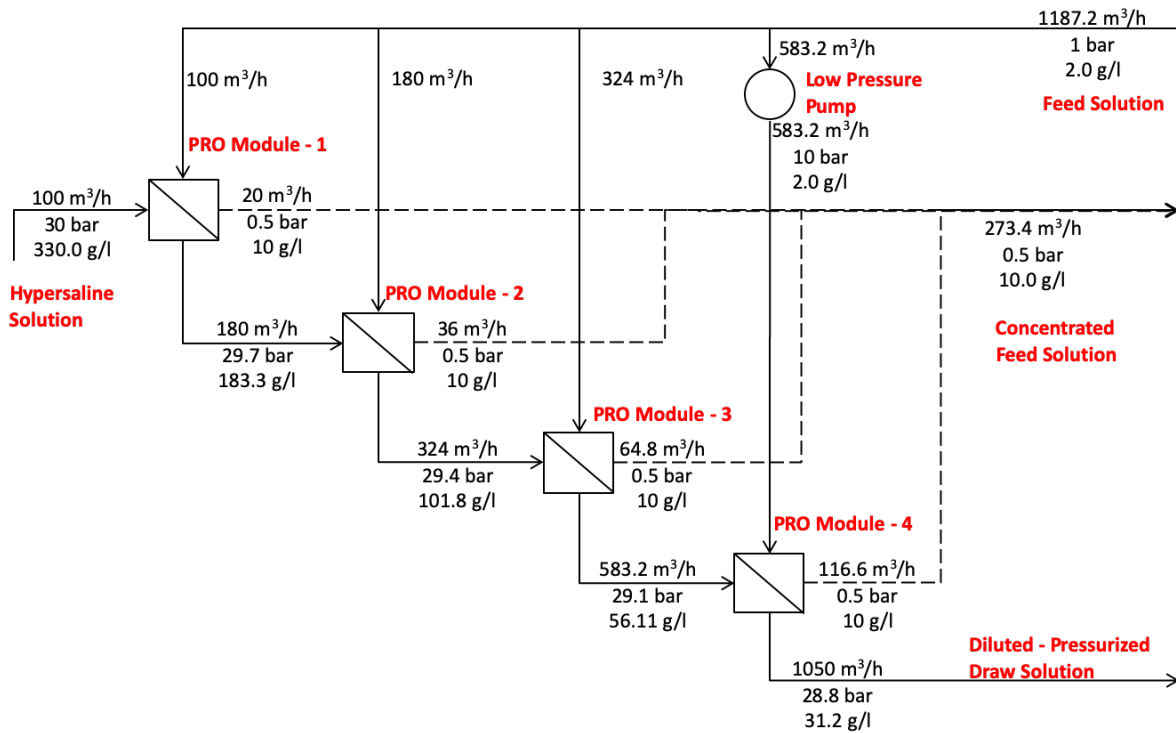 1187.2 m³/h
1 bar
2.0 g/l
Feed Solution
583.2 m³/h
Low Pressure
Pump
583.2 m³/h
10 bar
2.0 g/l
100 m³/h
180 m³/h
324 m³/h
PRO Module - 1
100 m³/h
30 bar
330.0 g/l
Hypersaline
Solution
20 m³/h
0.5 bar
10 g/l
273.4 m³/h
0.5 bar
10.0 g/l
Concentrated
Feed Solution
PRO Module - 2
180 m³/h
29.7 bar
183.3 g/l
36 m³/h
0.5 bar
10 g/l
PRO Module - 3
324 m³/h
29.4 bar
101.8 g/l
64.8 m³/h
0.5 bar
10 g/l
PRO Module - 4
583.2 m³/h
29.1 bar
56.11 g/l
116.6 m³/h
0.5 bar
10 g/l
Diluted - Pressurized
Draw Solution
1050 m³/h
28.8 bar
31.2 g/l